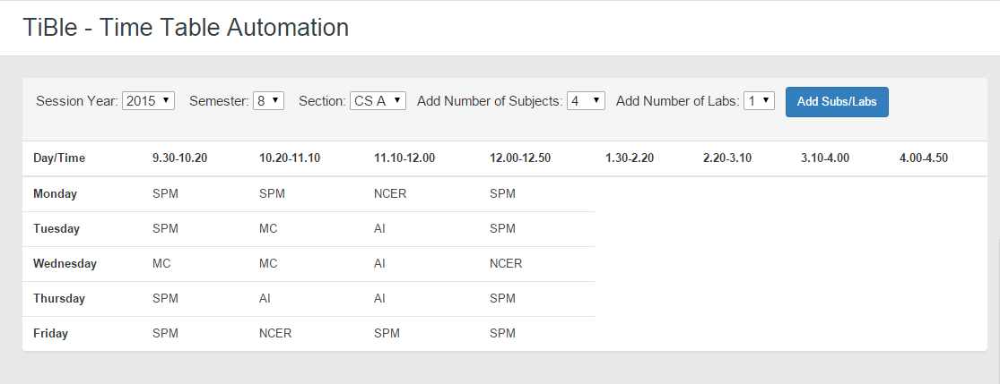 TiBle - Time Table Automation
Session Year: 2015 Semester: 8 Section: CS A Add Number of Subjects: 4 Add Number of Labs: 1 Add Subs/Labs
Day/Time 9.30-10.20 10.20-11.10 11.10-12.00 12.00-12.50 1.30-2.20 2.20-3.10 3.10-4.00 4.00-4.50
Monday SPM SPM NCER SPM
Tuesday SPM MC AI SPM
Wednesday MC MC AI NCER
Thursday SPM AI AI SPM
Friday SPM NCER SPM SPM